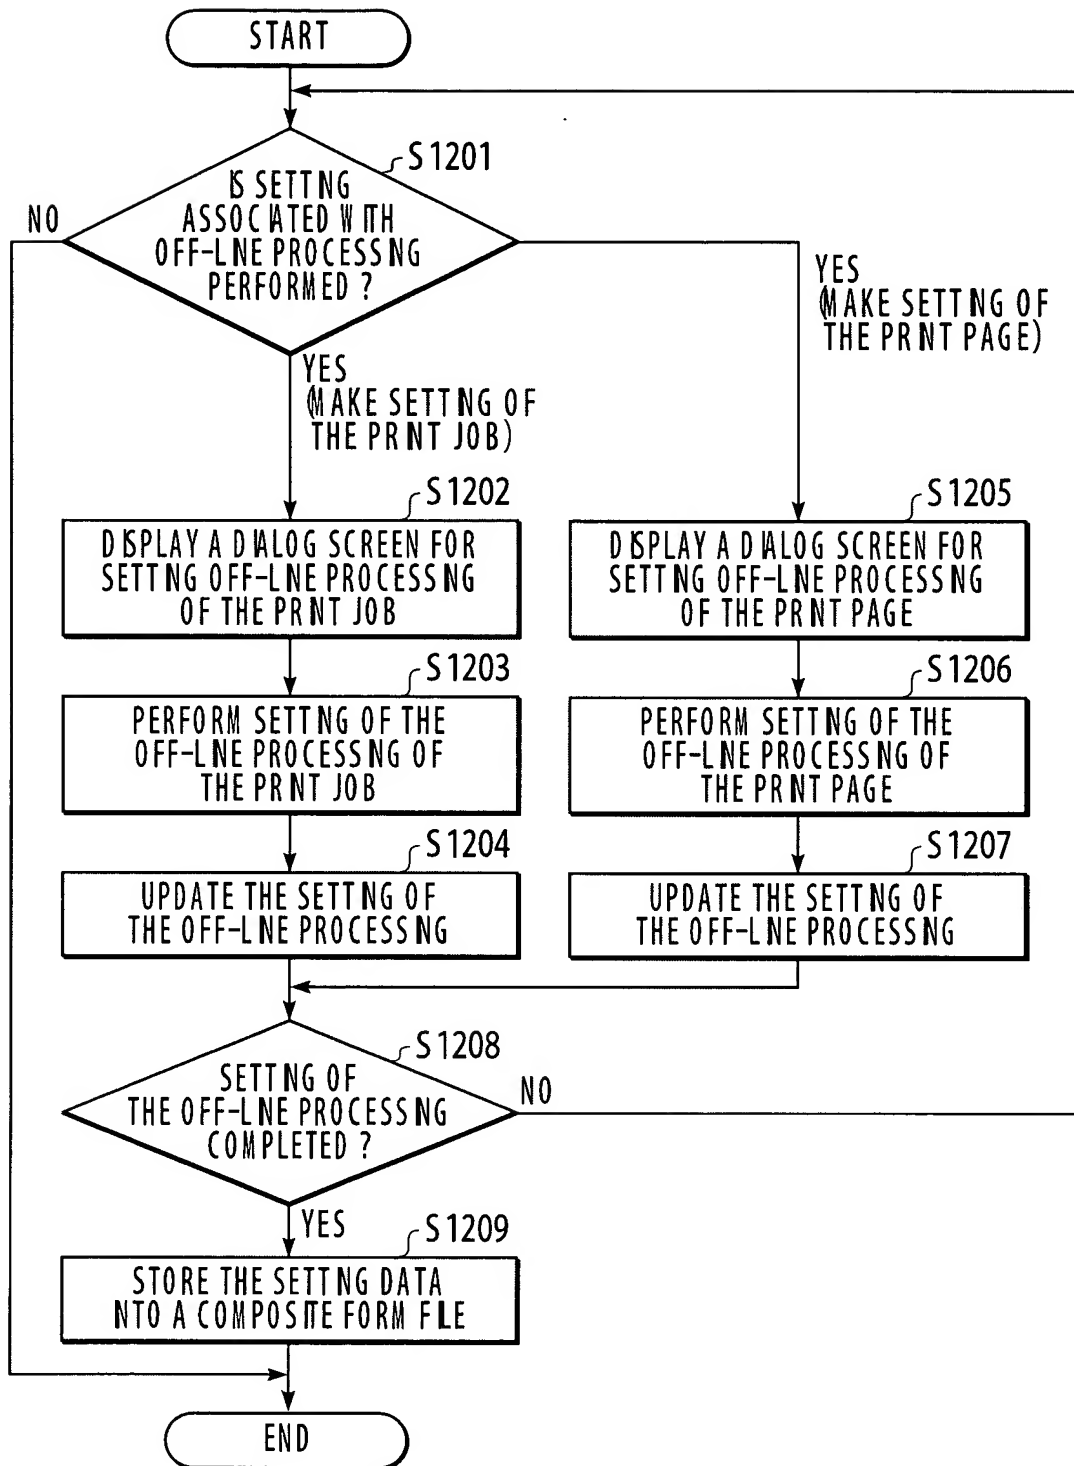 START
S1201
IS SETTING
ASSOCIATED WITH
OFF-LINE PROCESSING
PERFORMED ?
NO
YES
(MAKE SETTING OF
THE PRINT PAGE)
YES
(MAKE SETTING OF
THE PRINT JOB)
S1202
DISPLAY A DIALOG SCREEN FOR
SETTING OFF-LINE PROCESSING
OF THE PRINT JOB
S1205
DISPLAY A DIALOG SCREEN FOR
SETTING OFF-LINE PROCESSING
OF THE PRINT PAGE
S1203
PERFORM SETTING OF THE
OFF-LINE PROCESSING OF
THE PRINT JOB
S1206
PERFORM SETTING OF THE
OFF-LINE PROCESSING OF
THE PRINT PAGE
S1204
UPDATE THE SETTING OF
THE OFF-LINE PROCESSING
S1207
UPDATE THE SETTING OF
THE OFF-LINE PROCESSING
S1208
SETTING OF
THE OFF-LINE PROCESSING
COMPLETED ?
NO
YES
S1209
STORE THE SETTING DATA
INTO A COMPOSITE FORM FILE
END